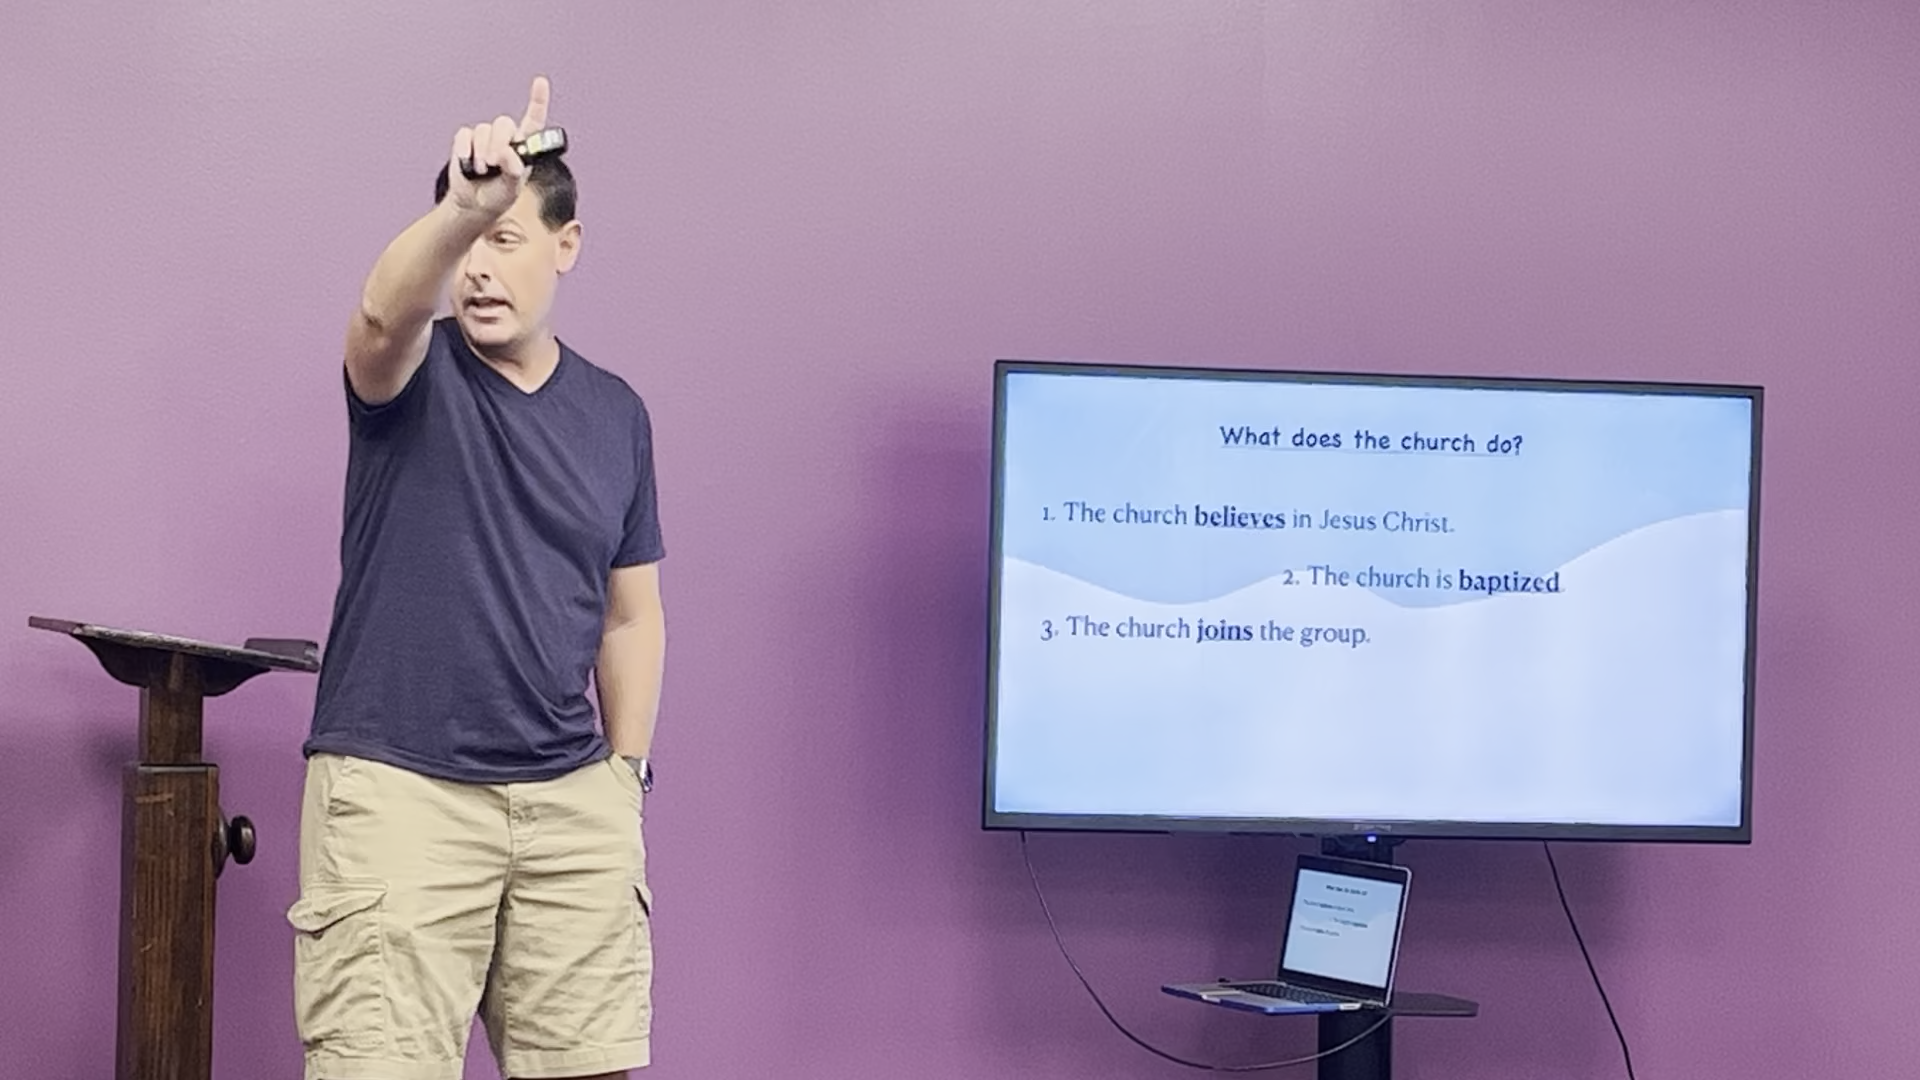 What does the church do?
1. The church believes in Jesus Christ.
2. The church is baptized.
3. The church joins the group.